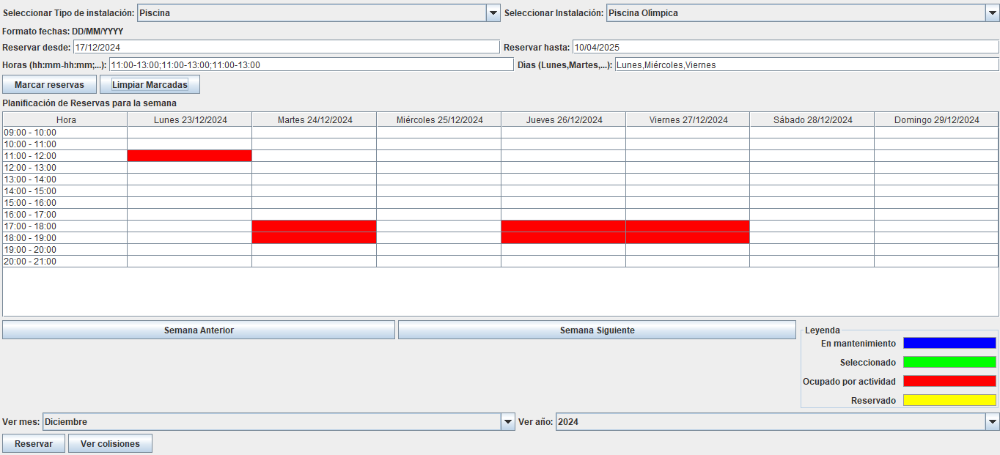 Seleccionar Tipo de instalación: Piscina Seleccionar Instalación: Piscina Olímpica
Formato fechas: DD/MM/YYYY
Reservar desde: 17/12/2024 Reservar hasta: 10/04/2025
Horas (hh:mm-hh:mm;...): 11:00-13:00;11:00-13:00;11:00-13:00 Días (Lunes,Martes,...): Lunes,Miércoles,Viernes
Marcar reservas Limpiar Marcadas
Planificación de Reservas para la semana
Hora Lunes 23/12/2024 Martes 24/12/2024 Miércoles 25/12/2024 Jueves 26/12/2024 Viernes 27/12/2024 Sábado 28/12/2024 Domingo 29/12/2024
09:00 - 10:00
10:00 - 11:00
11:00 - 12:00
12:00 - 13:00
13:00 - 14:00
14:00 - 15:00
15:00 - 16:00
16:00 - 17:00
17:00 - 18:00
18:00 - 19:00
19:00 - 20:00
20:00 - 21:00
Semana Anterior Semana Siguiente
Leyenda
En mantenimiento
Seleccionado
Ocupado por actividad
Reservado
Ver mes: Diciembre Ver año: 2024
Reservar Ver colisiones